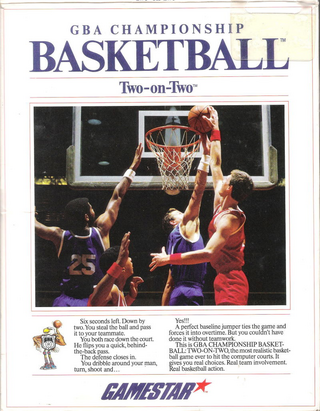 GBA CHAMPIONSHIP
BASKETBALL™
Two-on-Two™
25
Six seconds left. Down by
two. You steal the ball and pass
it to your teammate.
You both race down the court.
He flips you a quick, behind-
the-back pass.
The defense closes in.
You dribble around your man,
turn, shoot and...
Yes!!!
A perfect baseline jumper ties the game and
forces it into overtime. But you couldn't have
done it without teamwork.
This is GBA CHAMPIONSHIP BASKET-
BALL: TWO-ON-TWO, the most realistic basket-
ball game ever to hit the computer courts. It
gives you real choices. Real team involvement.
Real basketball action.
GAMESTAR